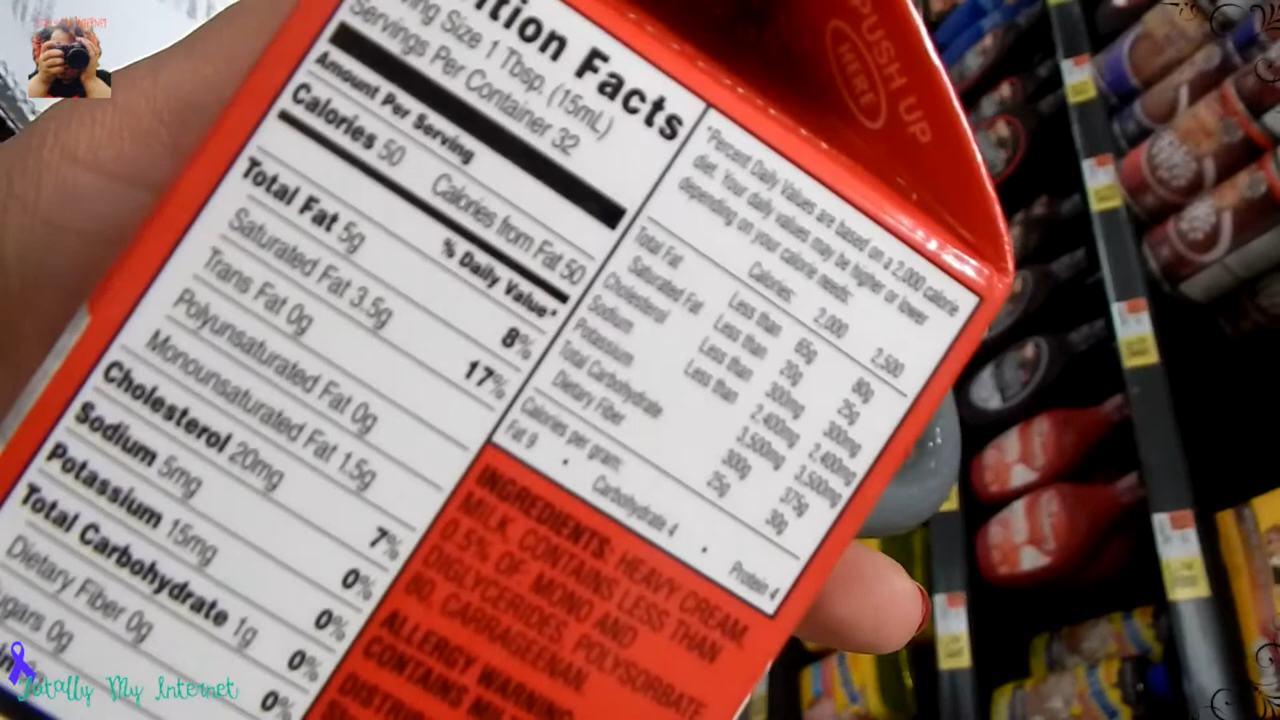 ition Facts
ing Size 1 Tbsp. (15mL)
Servings Per Container 32
Amount Per Serving
Calories 50 Calories from Fat 50
% Daily Value*
Total Fat 5g 8%
Saturated Fat 3.5g 17%
Trans Fat 0g
Polyunsaturated Fat 0g
Monounsaturated Fat 1.5g
Cholesterol 20mg 7%
Sodium 5mg 0%
Potassium 15mg 0%
Total Carbohydrate 1g 0%
Dietary Fiber 0g 0%
ugars 0g
*Percent Daily Values are based on a 2,000 calorie
diet. Your daily values may be higher or lower
depending on your calorie needs:
Calories: 2,000 2,500
Total Fat Less than 65g 80g
Saturated Fat Less than 20g 25g
Cholesterol Less than 300mg 300mg
Sodium Less than 2,400mg 2,400mg
Potassium 3,500mg 3,500mg
Total Carbohydrate 300g 375g
Dietary Fiber 25g 30g
Calories per gram:
Fat 9 • Carbohydrate 4 • Protein 4
INGREDIENTS: HEAVY CREAM,
MILK, CONTAINS LESS THAN
0.5% OF: MONO AND
DIGLYCERIDES, POLYSORBATE
80, CARRAGEENAN.
ALLERGY WARNING:
CONTAINS MILK
PUSH UP
HERE
Totally My Internet